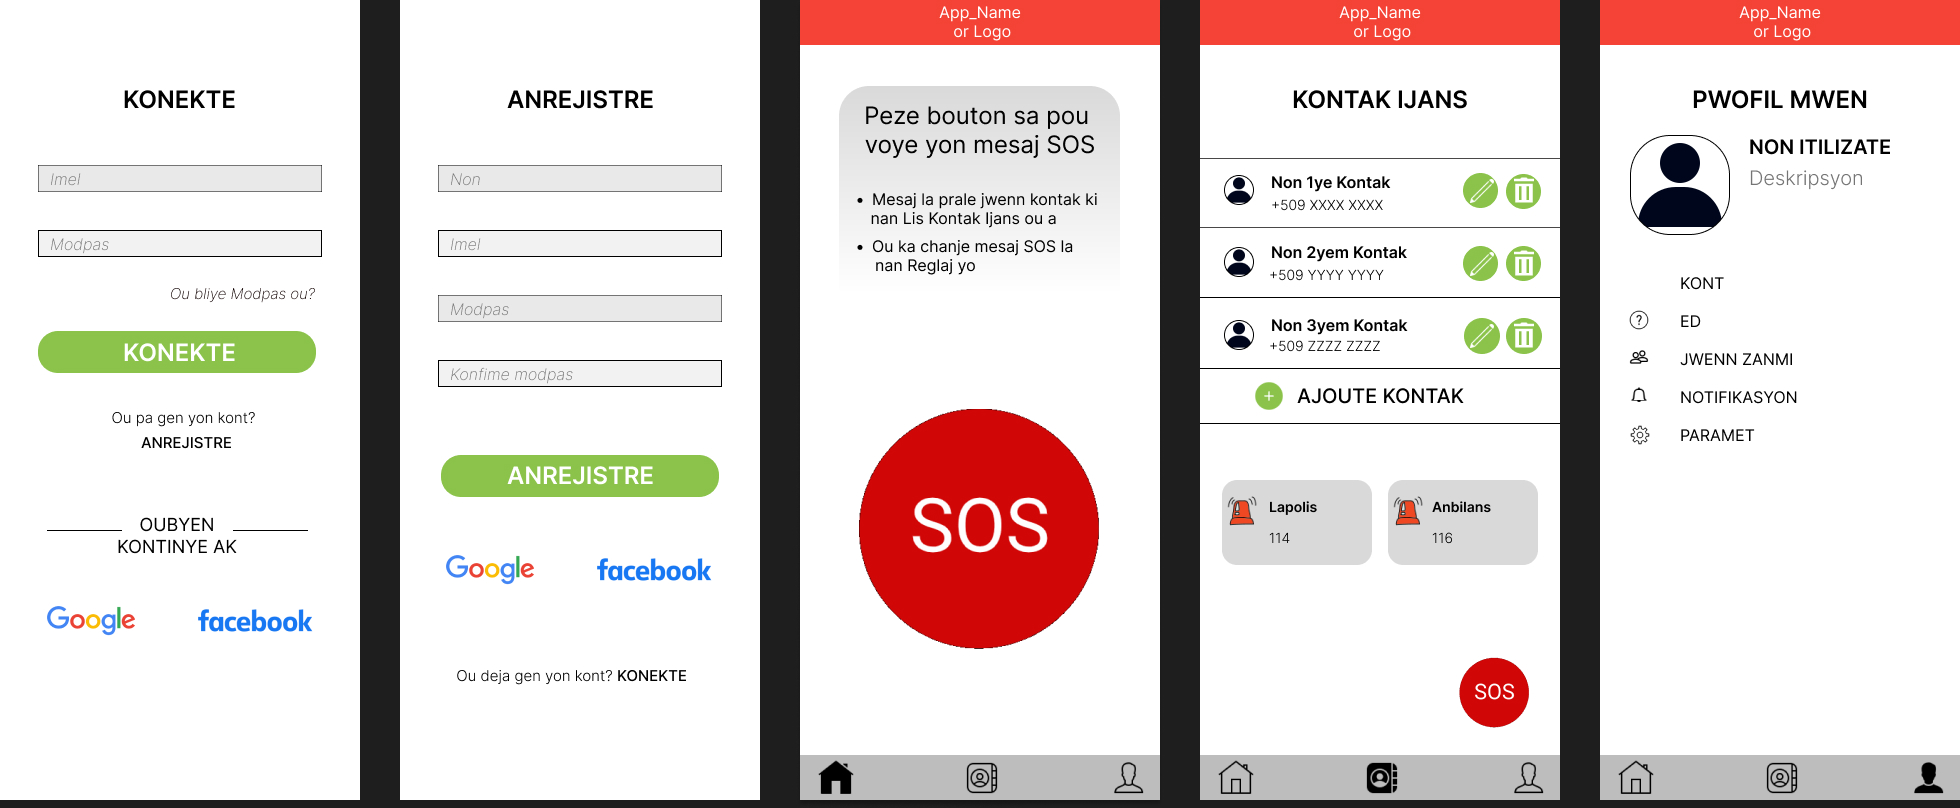 KONEKTE
Imel
Modpas
Ou bliye Modpas ou?
KONEKTE
Ou pa gen yon kont?
ANREJISTRE
OUBYEN
KONTINYE AK
Google
facebook
ANREJISTRE
Non
Imel
Modpas
Konfime modpas
ANREJISTRE
Google
facebook
Ou deja gen yon kont? KONEKTE
App_Name
or Logo
Peze bouton sa pou
voye yon mesaj SOS
• Mesaj la prale jwenn kontak ki
nan Lis Kontak Ijans ou a
• Ou ka chanje mesaj SOS la
nan Reglaj yo
SOS
App_Name
or Logo
KONTAK IJANS
Non 1ye Kontak
+509 XXXX XXXX
Non 2yem Kontak
+509 YYYY YYYY
Non 3yem Kontak
+509 ZZZZ ZZZZ
+ AJOUTE KONTAK
Lapolis
114
Anbilans
116
SOS
App_Name
or Logo
PWOFIL MWEN
NON ITILIZATE
Deskripsyon
KONT
? ED
JWENN ZANMI
NOTIFIKASYON
PARAMET